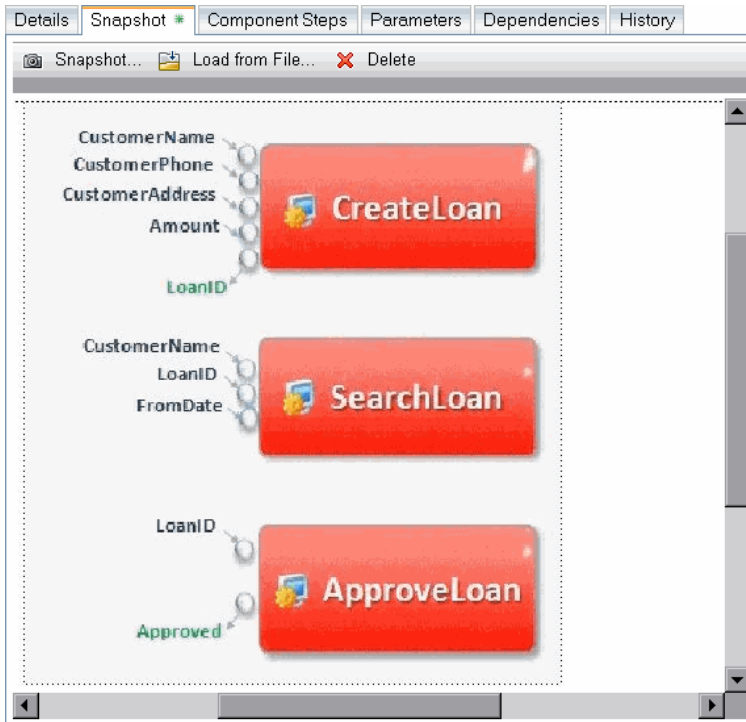 Details Snapshot * Component Steps Parameters Dependencies History
Snapshot... Load from File... Delete
CustomerName
CustomerPhone
CustomerAddress
Amount
LoanID
CreateLoan
CustomerName
LoanID
FromDate
SearchLoan
LoanID
Approved
ApproveLoan